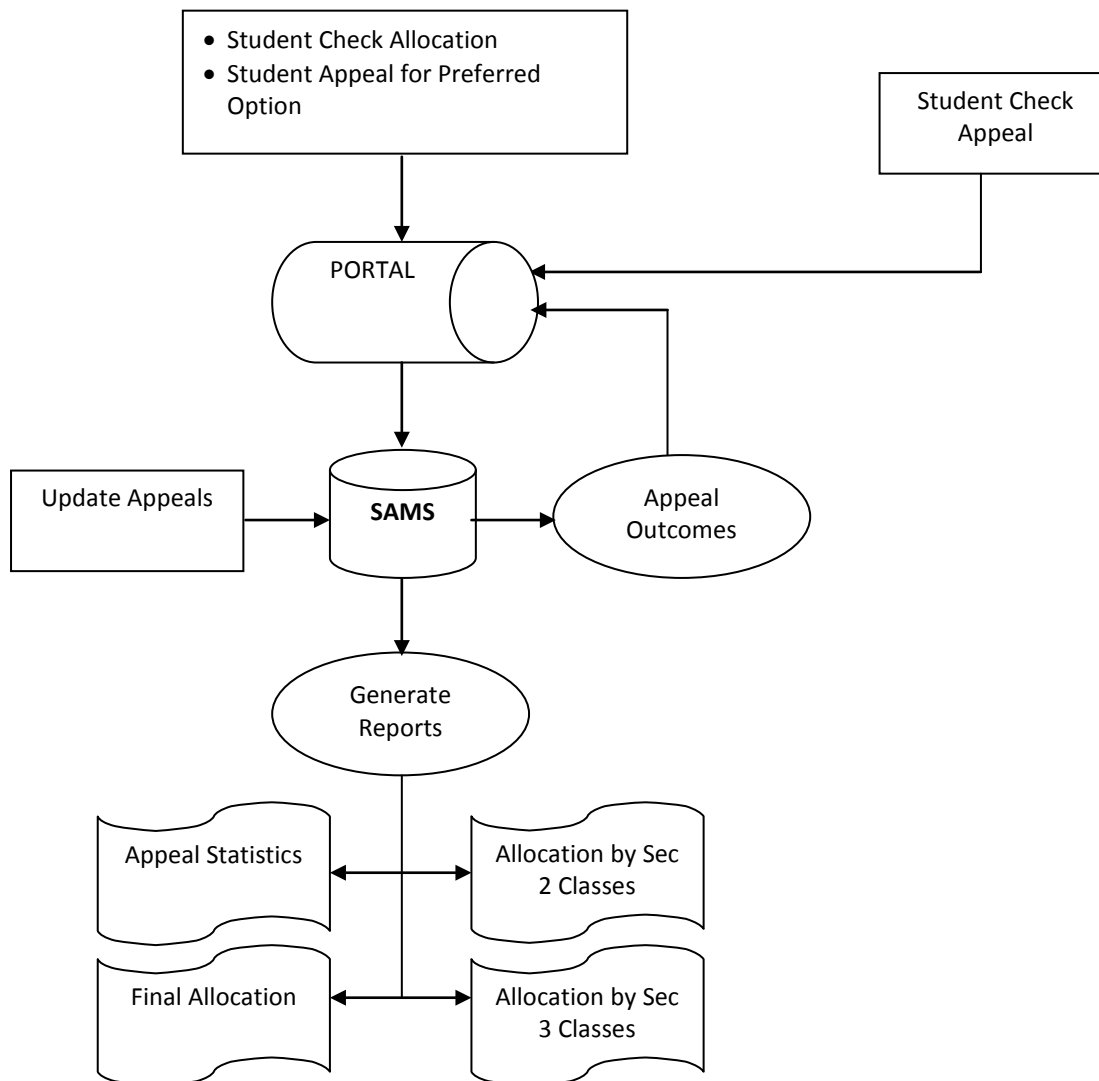 • Student Check Allocation
• Student Appeal for Preferred
Option
Student Check
Appeal
PORTAL
Update Appeals
SAMS
Appeal
Outcomes
Generate
Reports
Appeal Statistics
Allocation by Sec
2 Classes
Final Allocation
Allocation by Sec
3 Classes